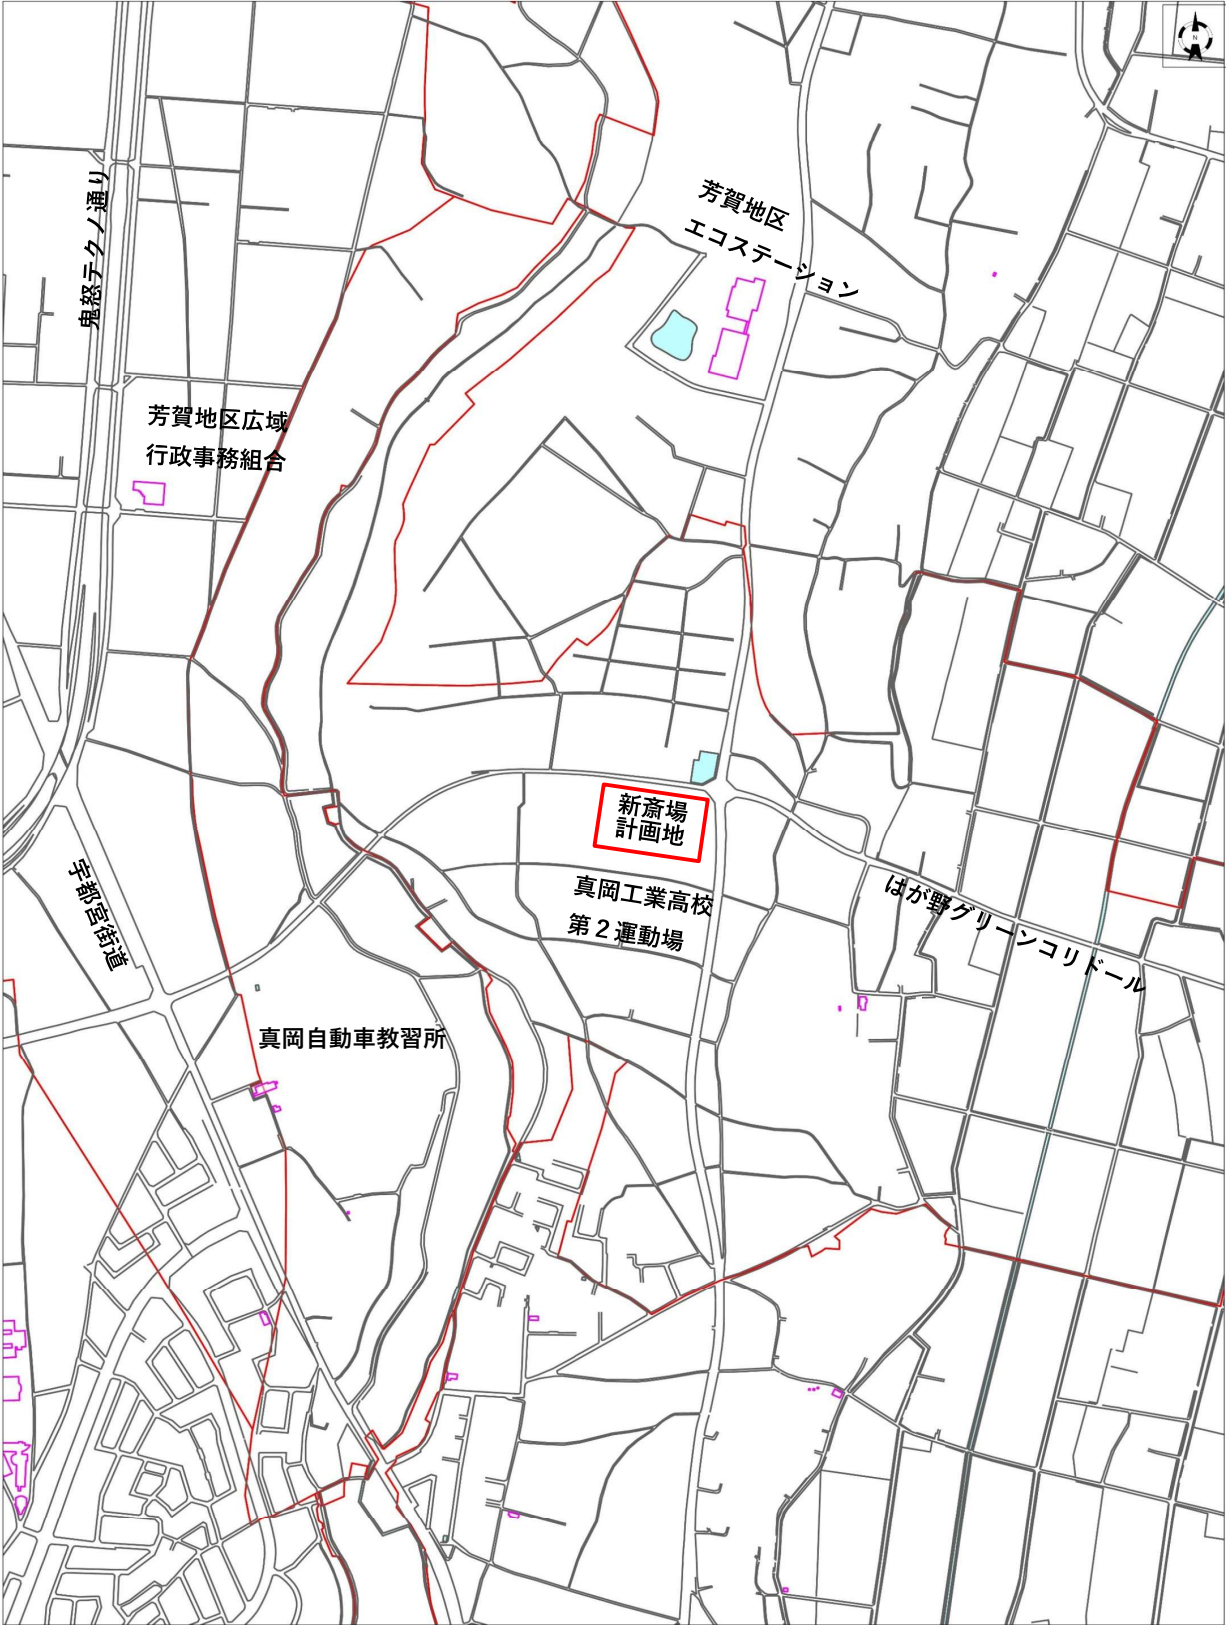 N
芳賀地区
エコステーション
鬼怒テクノ通り
芳賀地区広域
行政事務組合
新斎場
計画地
真岡工業高校
第２運動場
はが野グリーンコリドール
宇都宮街道
真岡自動車教習所